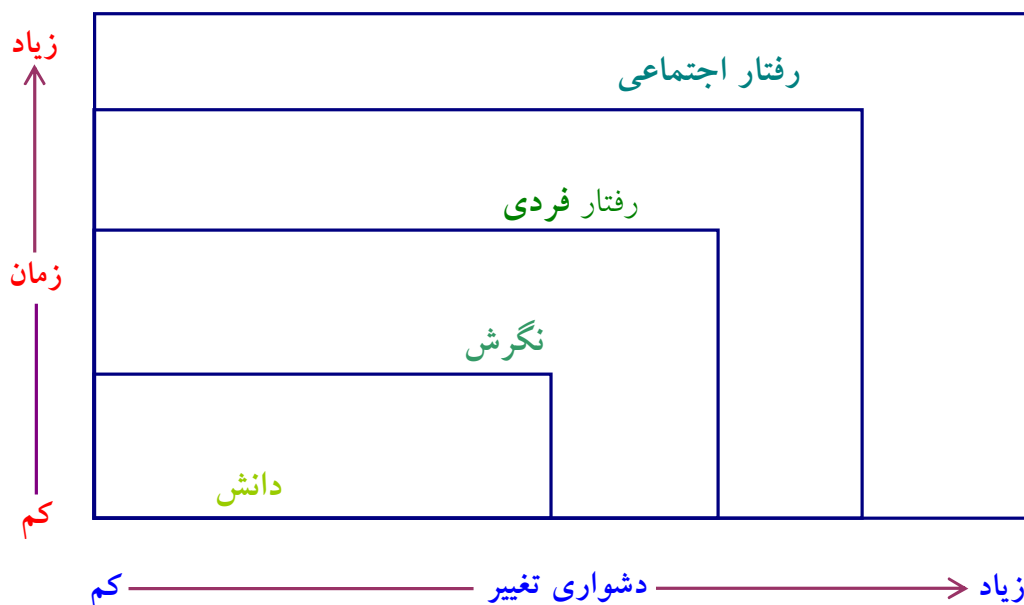 زیاد
رفتار اجتماعی
رفتار فردی
زمان
نگرش
دانش
کم
زیاد
دشواری تغییر
کم